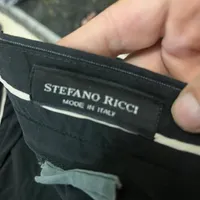 STEFANO RICCI
MADE IN ITALY